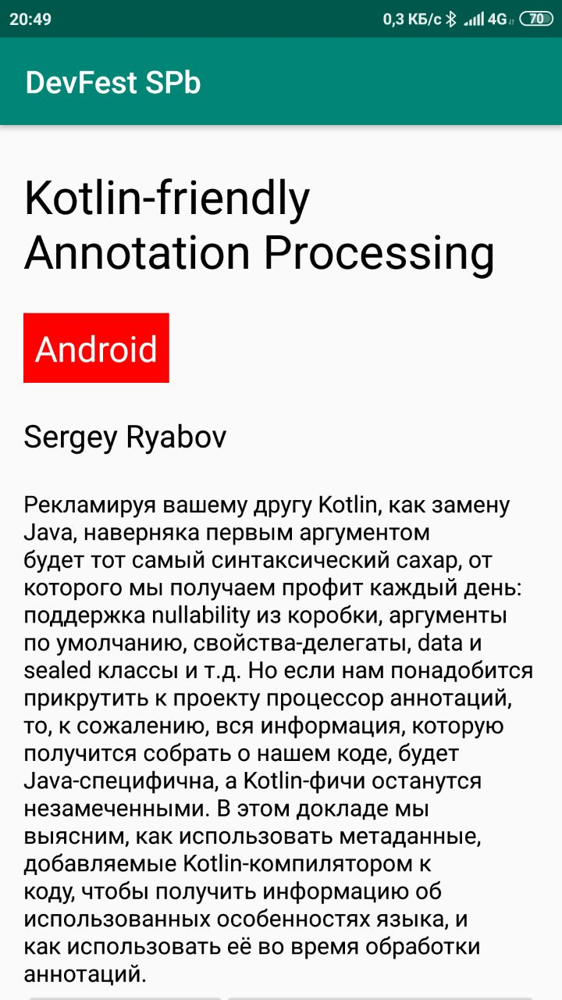 20:49 0,3 КБ/с 4G 70
DevFest SPb
Kotlin-friendly
Annotation Processing
Android
Sergey Ryabov
Рекламируя вашему другу Kotlin, как замену
Java, наверняка первым аргументом
будет тот самый синтаксический сахар, от
которого мы получаем профит каждый день:
поддержка nullability из коробки, аргументы
по умолчанию, свойства-делегаты, data и
sealed классы и т.д. Но если нам понадобится
прикрутить к проекту процессор аннотаций,
то, к сожалению, вся информация, которую
получится собрать о нашем коде, будет
Java-специфична, а Kotlin-фичи останутся
незамеченными. В этом докладе мы
выясним, как использовать метаданные,
добавляемые Kotlin-компилятором к
коду, чтобы получить информацию об
использованных особенностях языка, и
как использовать её во время обработки
аннотаций.